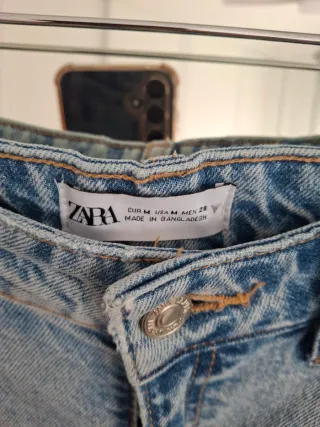 ZARA
EUR M USA M MEX 28
MADE IN BANGLADESH